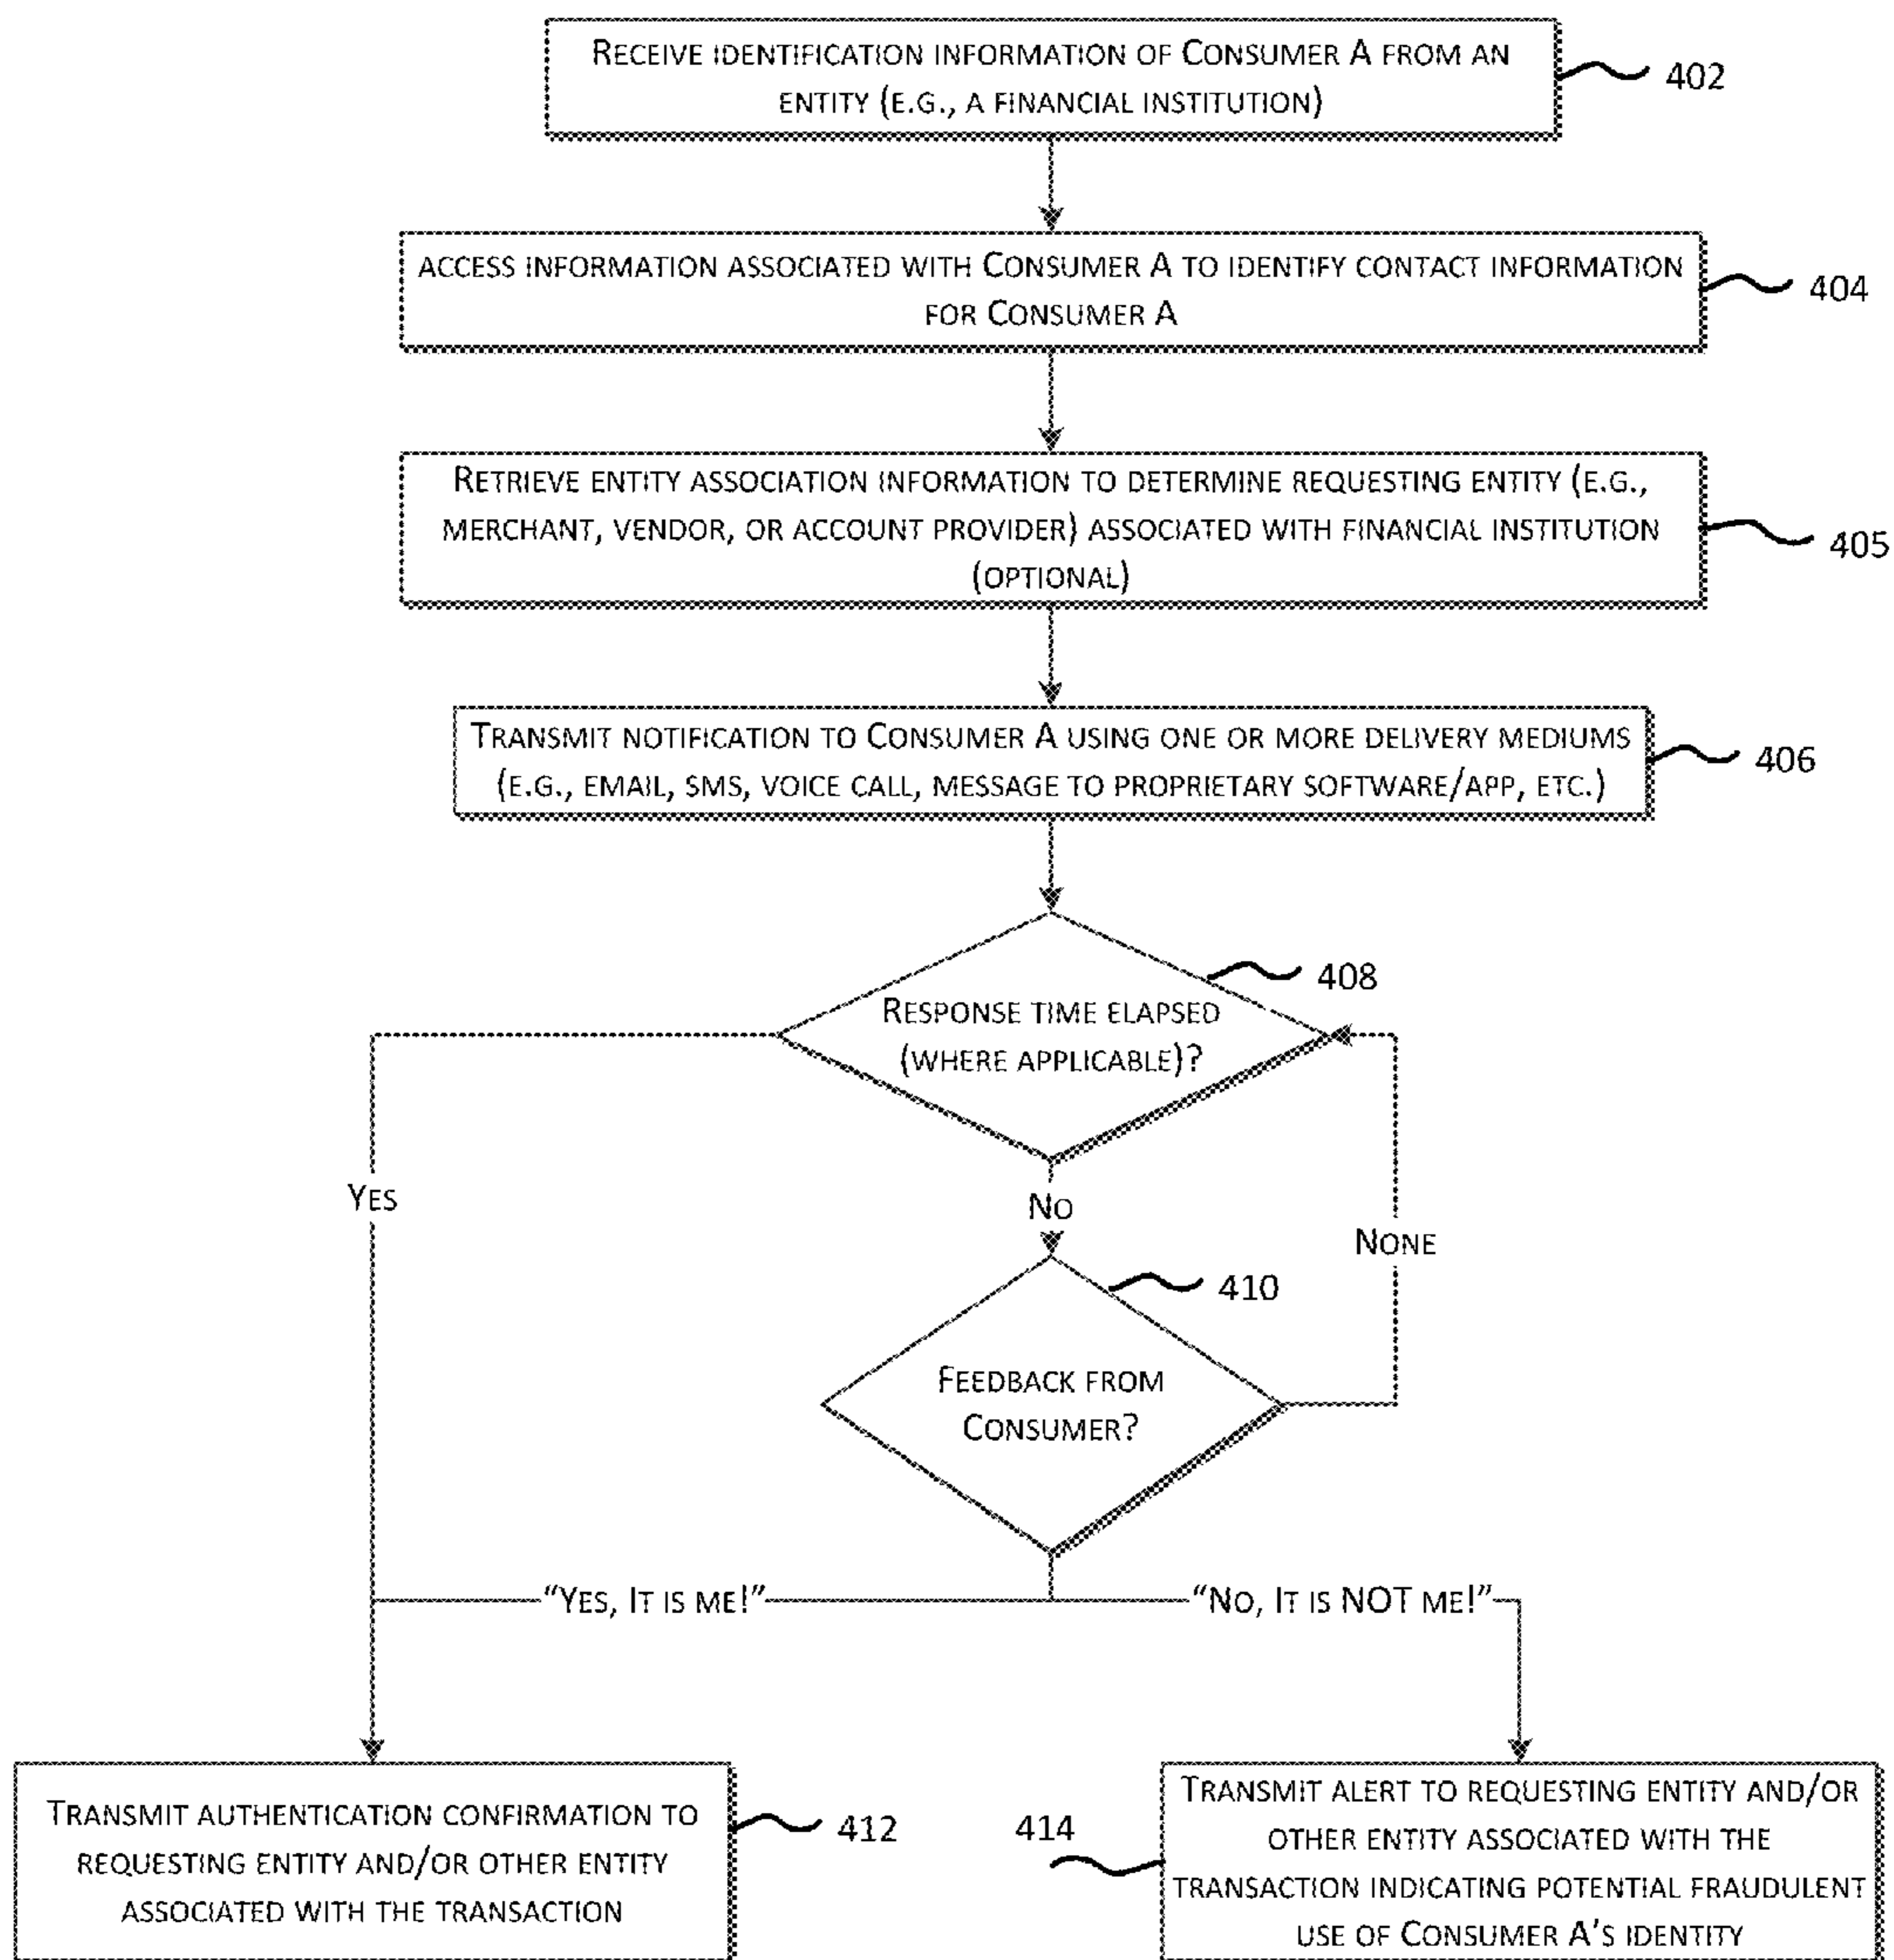 RECEIVE IDENTIFICATION INFORMATION OF CONSUMER A FROM AN
ENTITY (E.G., A FINANCIAL INSTITUTION)
402
ACCESS INFORMATION ASSOCIATED WITH CONSUMER A TO IDENTIFY CONTACT INFORMATION
FOR CONSUMER A
404
RETRIEVE ENTITY ASSOCIATION INFORMATION TO DETERMINE REQUESTING ENTITY (E.G.,
MERCHANT, VENDOR, OR ACCOUNT PROVIDER) ASSOCIATED WITH FINANCIAL INSTITUTION
(OPTIONAL)
405
TRANSMIT NOTIFICATION TO CONSUMER A USING ONE OR MORE DELIVERY MEDIUMS
(E.G., EMAIL, SMS, VOICE CALL, MESSAGE TO PROPRIETARY SOFTWARE/APP, ETC.)
406
408
RESPONSE TIME ELAPSED
(WHERE APPLICABLE)?
YES
NO
NONE
410
FEEDBACK FROM
CONSUMER?
"YES, IT IS ME!"
"NO, IT IS NOT ME!"
TRANSMIT AUTHENTICATION CONFIRMATION TO
REQUESTING ENTITY AND/OR OTHER ENTITY
ASSOCIATED WITH THE TRANSACTION
412
414
TRANSMIT ALERT TO REQUESTING ENTITY AND/OR
OTHER ENTITY ASSOCIATED WITH THE
TRANSACTION INDICATING POTENTIAL FRAUDULENT
USE OF CONSUMER A'S IDENTITY